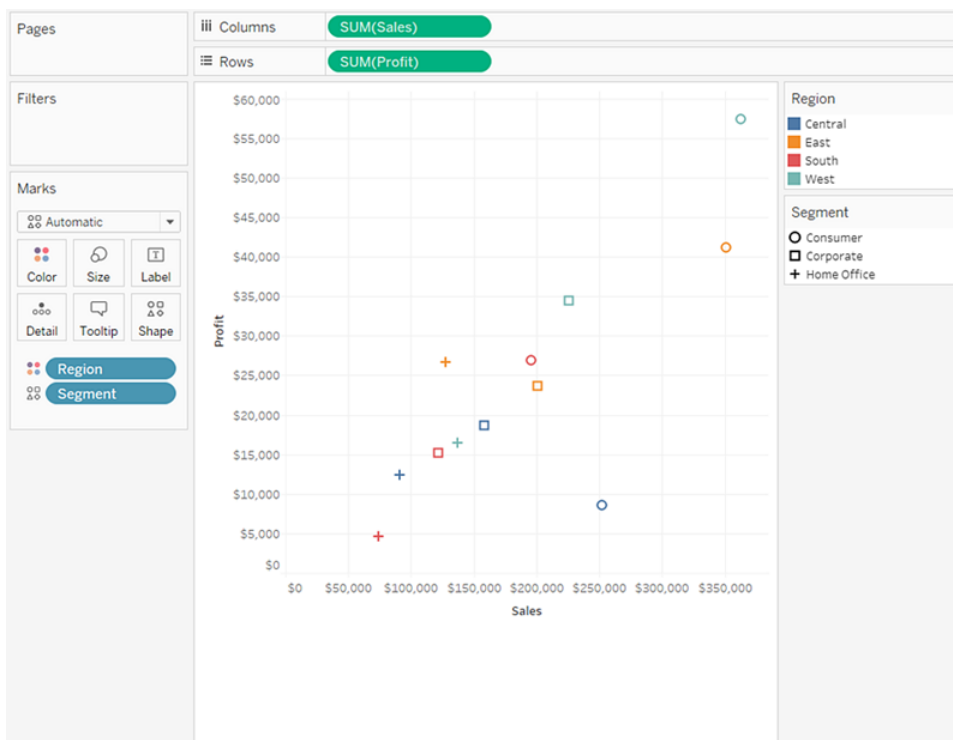 Pages
Columns
SUM(Sales)
Rows
SUM(Profit)
Filters
Marks
Automatic
Color
Size
Label
Detail
Tooltip
Shape
Region
Segment
$60,000
$55,000
$50,000
$45,000
$40,000
$35,000
$30,000
$25,000
$20,000
$15,000
$10,000
$5,000
$0
Profit
$0 $50,000 $100,000 $150,000 $200,000 $250,000 $300,000 $350,000
Sales
Region
Central
East
South
West
Segment
Consumer
Corporate
Home Office